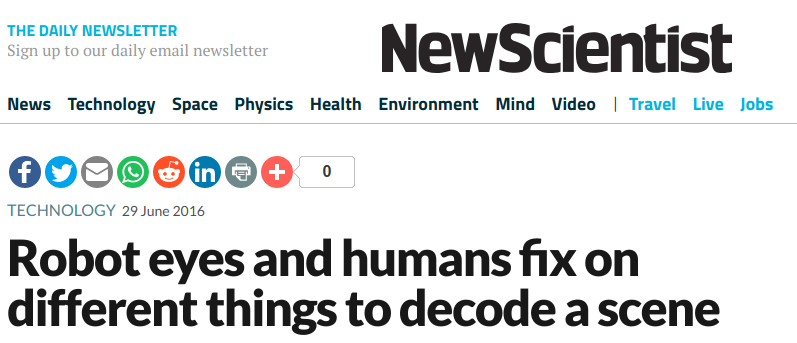 THE DAILY NEWSLETTER
Sign up to our daily email newsletter
NewScientist
News Technology Space Physics Health Environment Mind Video | Travel Live Jobs
0
TECHNOLOGY 29 June 2016
Robot eyes and humans fix on
different things to decode a scene